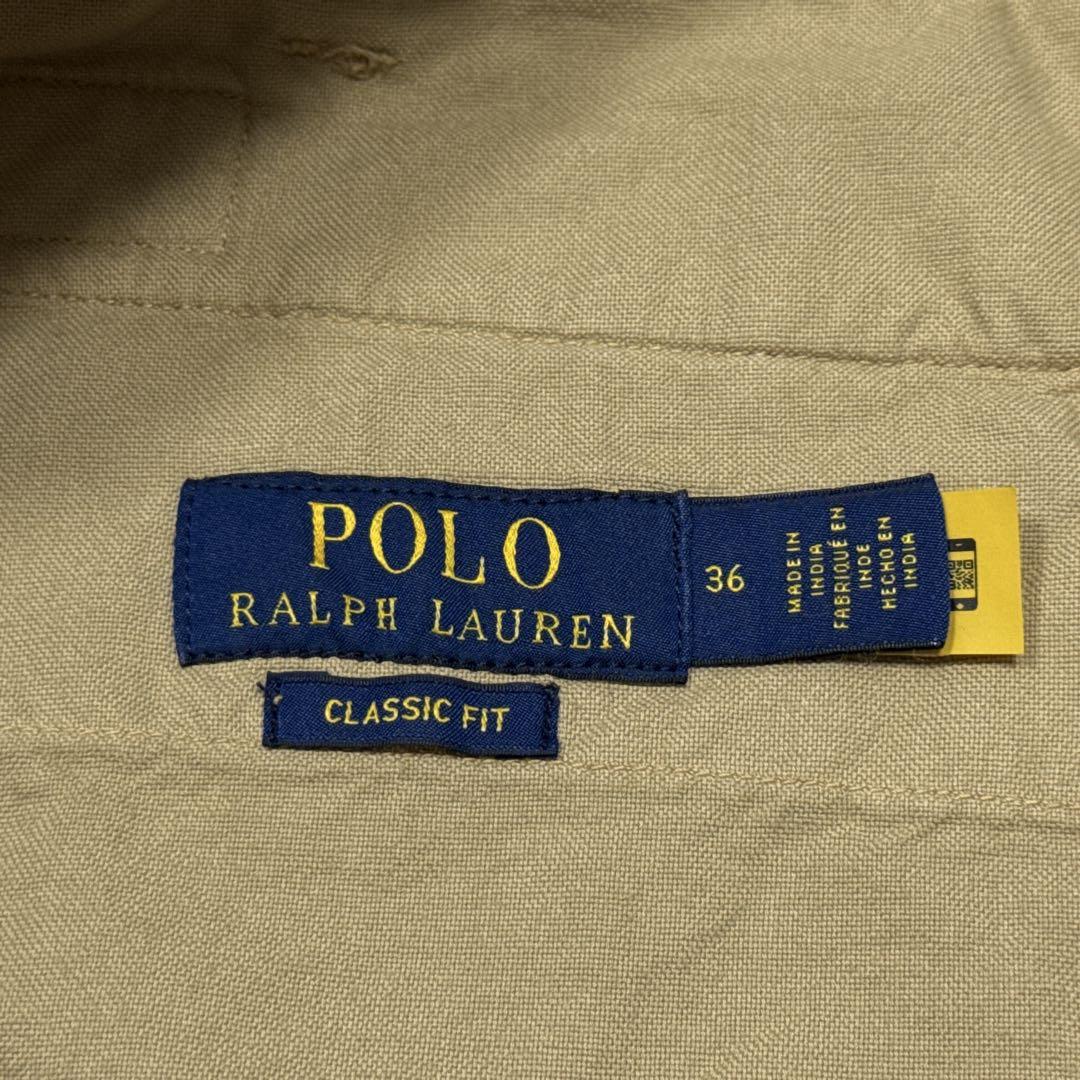 POLO
RALPH LAUREN
36
MADE IN
INDIA
FABRIQUÉ EN
INDE
HECHO EN
INDIA
CLASSIC FIT